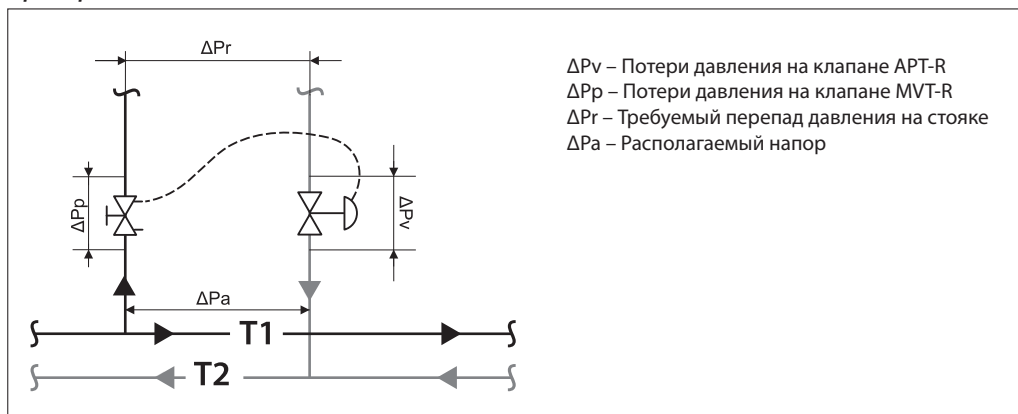 ΔPr
ΔPv – Потери давления на клапане APT-R
ΔPp – Потери давления на клапане MVT-R
ΔPr – Требуемый перепад давления на стояке
ΔPa – Располагаемый напор
ΔPp
ΔPv
ΔPa
T1
T2